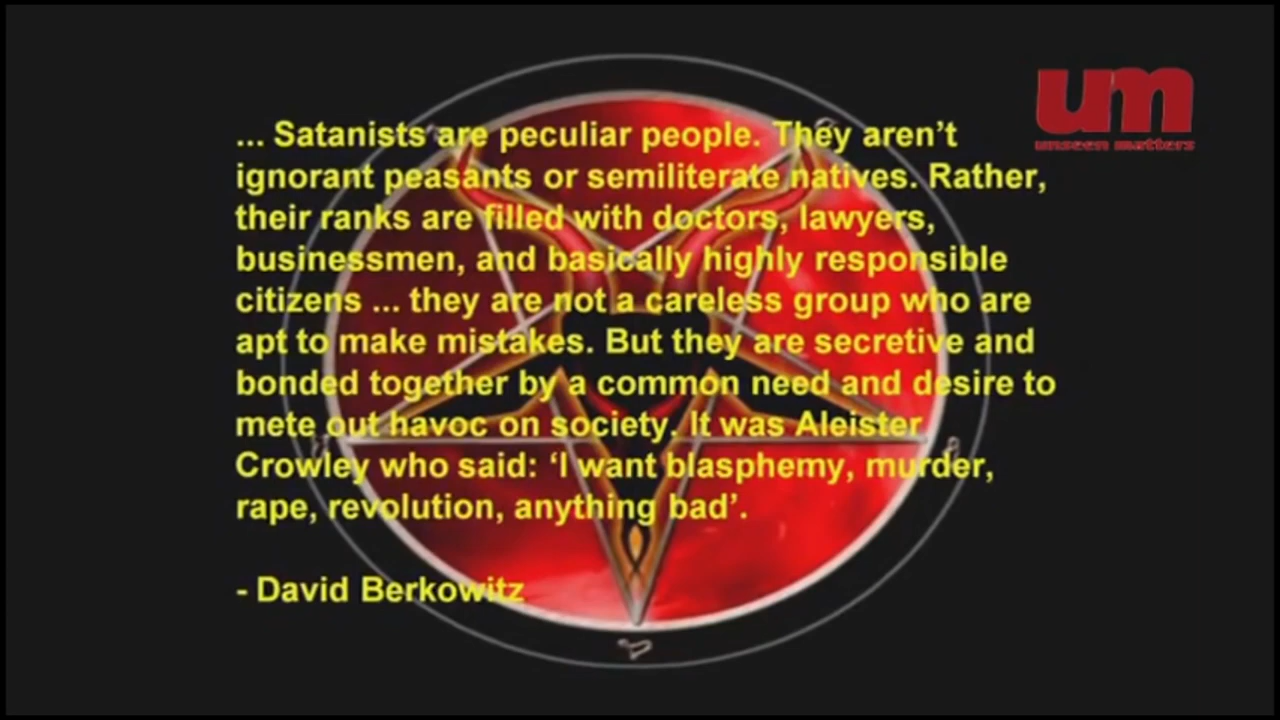 um
unseen matters
... Satanists are peculiar people. They aren’t
ignorant peasants or semiliterate natives. Rather,
their ranks are filled with doctors, lawyers,
businessmen, and basically highly responsible
citizens ... they are not a careless group who are
apt to make mistakes. But they are secretive and
bonded together by a common need and desire to
mete out havoc on society. It was Aleister
Crowley who said: ‘I want blasphemy, murder,
rape, revolution, anything bad’.
- David Berkowitz